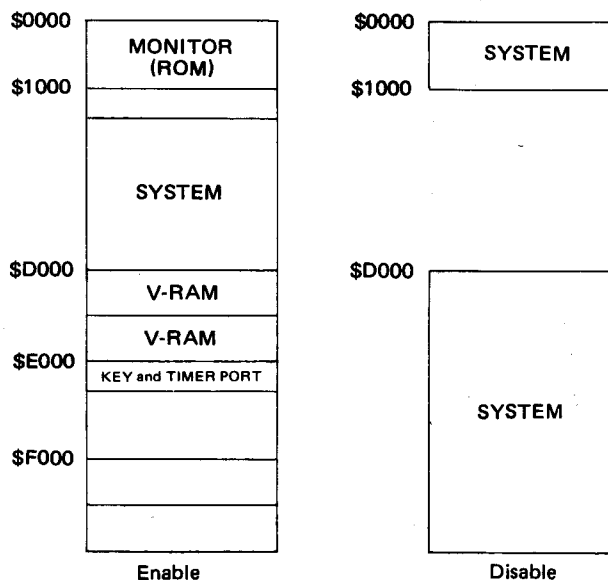 $0000
MONITOR
(ROM)
$1000
SYSTEM
$D000
V-RAM
V-RAM
$E000
KEY and TIMER PORT
$F000
Enable
$0000
SYSTEM
$1000
$D000
SYSTEM
Disable